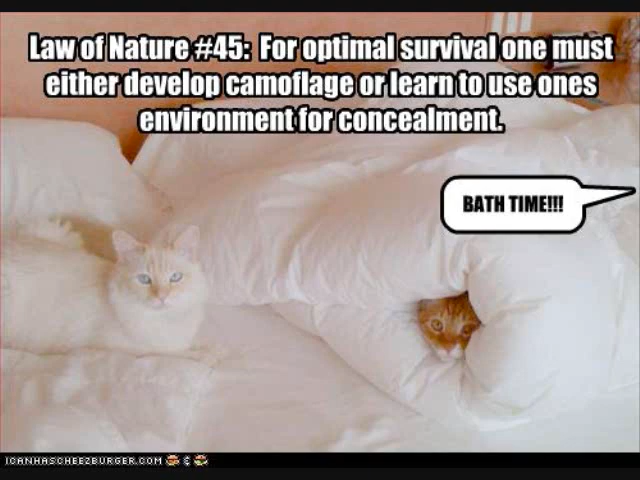 Law of Nature #45: For optimal survival one must
either develop camoflage or learn to use ones
environment for concealment.
BATH TIME!!!
ICANHASCHEEZBURGER.COM